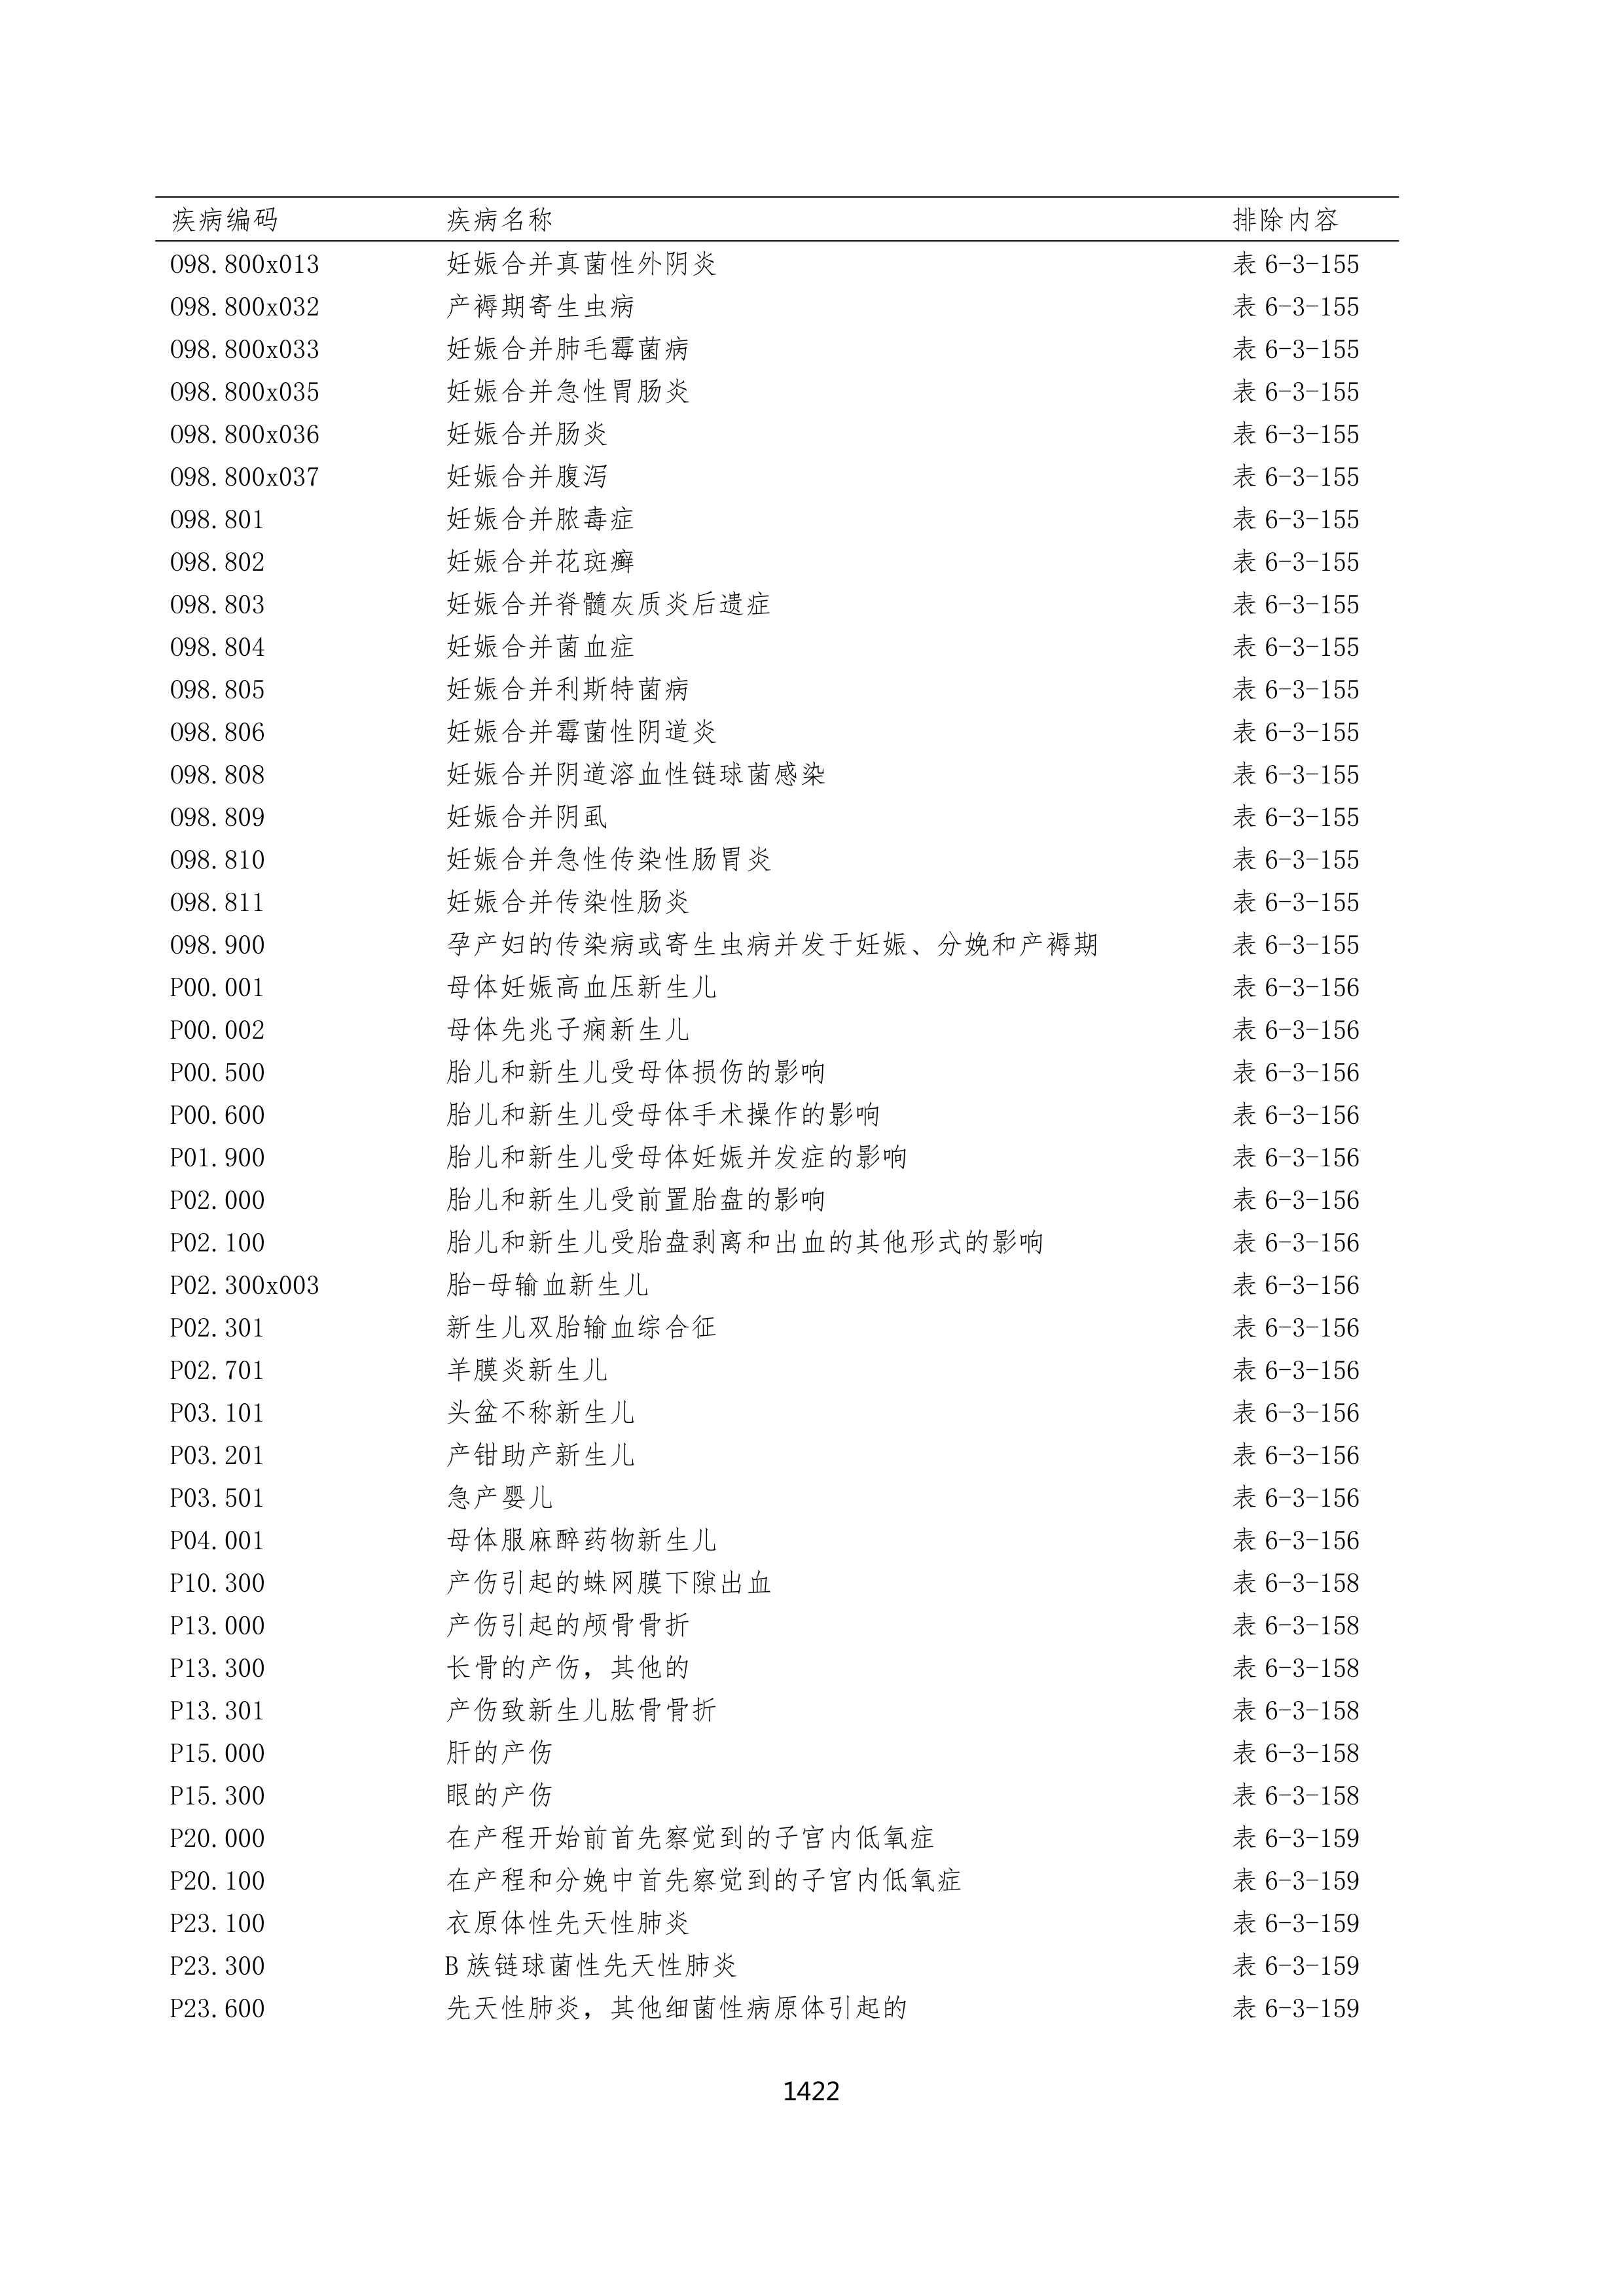 疾病编码 疾病名称 排除内容
O98.800x013 妊娠合并真菌性外阴炎 表 6-3-155
O98.800x032 产褥期寄生虫病 表 6-3-155
O98.800x033 妊娠合并肺毛霉菌病 表 6-3-155
O98.800x035 妊娠合并急性胃肠炎 表 6-3-155
O98.800x036 妊娠合并肠炎 表 6-3-155
O98.800x037 妊娠合并腹泻 表 6-3-155
O98.801 妊娠合并脓毒症 表 6-3-155
O98.802 妊娠合并花斑癣 表 6-3-155
O98.803 妊娠合并脊髓灰质炎后遗症 表 6-3-155
O98.804 妊娠合并菌血症 表 6-3-155
O98.805 妊娠合并利斯特菌病 表 6-3-155
O98.806 妊娠合并霉菌性阴道炎 表 6-3-155
O98.808 妊娠合并阴道溶血性链球菌感染 表 6-3-155
O98.809 妊娠合并阴虱 表 6-3-155
O98.810 妊娠合并急性传染性肠胃炎 表 6-3-155
O98.811 妊娠合并传染性肠炎 表 6-3-155
O98.900 孕产妇的传染病或寄生虫病并发于妊娠、分娩和产褥期 表 6-3-155
P00.001 母体妊娠高血压新生儿 表 6-3-156
P00.002 母体先兆子痫新生儿 表 6-3-156
P00.500 胎儿和新生儿受母体损伤的影响 表 6-3-156
P00.600 胎儿和新生儿受母体手术操作的影响 表 6-3-156
P01.900 胎儿和新生儿受母体妊娠并发症的影响 表 6-3-156
P02.000 胎儿和新生儿受前置胎盘的影响 表 6-3-156
P02.100 胎儿和新生儿受胎盘剥离和出血的其他形式的影响 表 6-3-156
P02.300x003 胎-母输血新生儿 表 6-3-156
P02.301 新生儿双胎输血综合征 表 6-3-156
P02.701 羊膜炎新生儿 表 6-3-156
P03.101 头盆不称新生儿 表 6-3-156
P03.201 产钳助产新生儿 表 6-3-156
P03.501 急产婴儿 表 6-3-156
P04.001 母体服麻醉药物新生儿 表 6-3-156
P10.300 产伤引起的蛛网膜下隙出血 表 6-3-158
P13.000 产伤引起的颅骨骨折 表 6-3-158
P13.300 长骨的产伤，其他的 表 6-3-158
P13.301 产伤致新生儿肱骨骨折 表 6-3-158
P15.000 肝的产伤 表 6-3-158
P15.300 眼的产伤 表 6-3-158
P20.000 在产程开始前首先察觉到的子宫内低氧症 表 6-3-159
P20.100 在产程和分娩中首先察觉到的子宫内低氧症 表 6-3-159
P23.100 衣原体性先天性肺炎 表 6-3-159
P23.300 B 族链球菌性先天性肺炎 表 6-3-159
P23.600 先天性肺炎，其他细菌性病原体引起的 表 6-3-159
1422